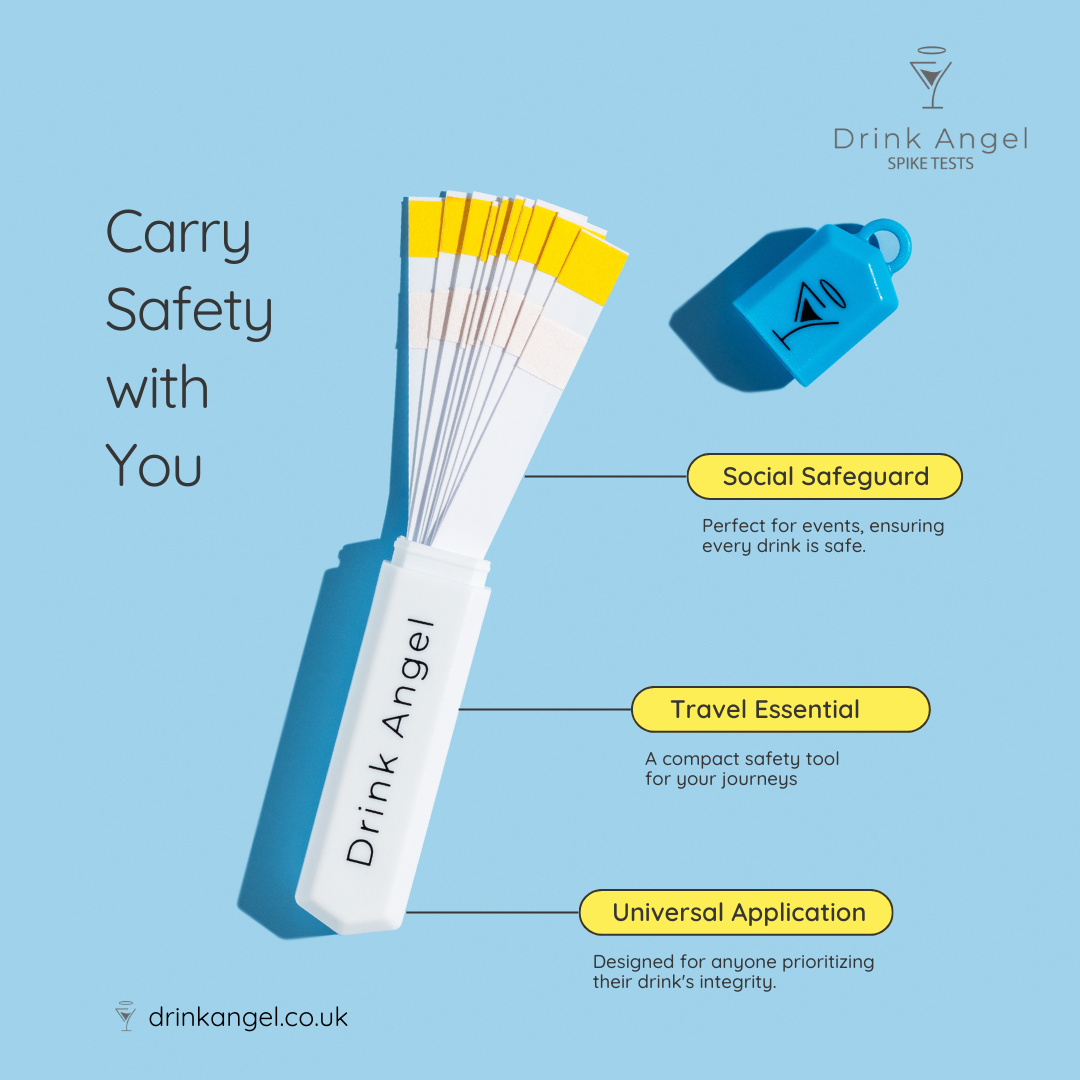 Drink Angel
SPIKE TESTS
Carry
Safety
with
You
Social Safeguard
Perfect for events, ensuring
every drink is safe.
Drink Angel
Travel Essential
A compact safety tool
for your journeys
Universal Application
Designed for anyone prioritizing
their drink's integrity.
drinkangel.co.uk